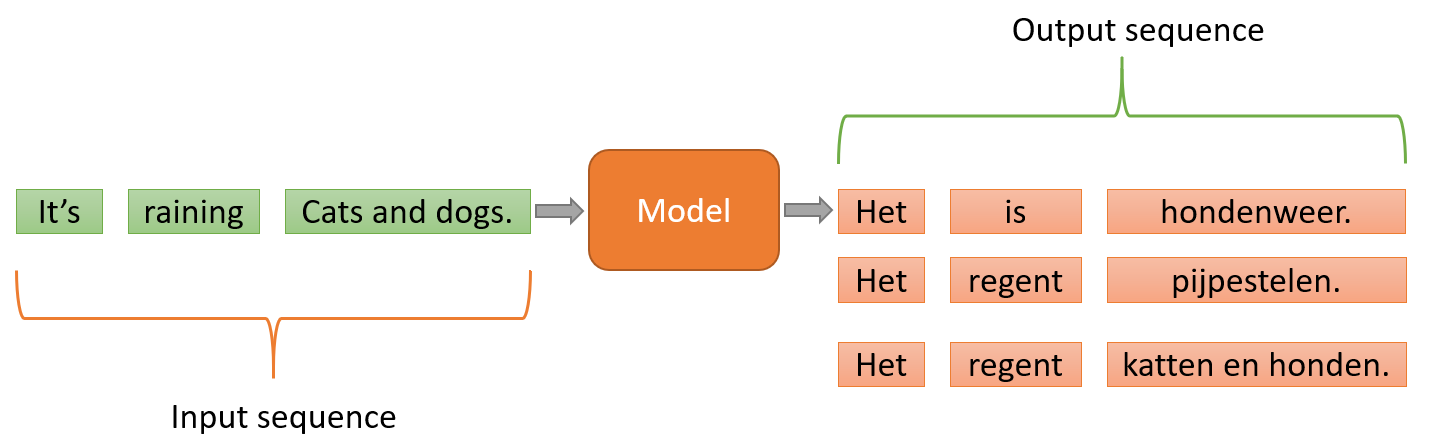 Output sequence
It's raining Cats and dogs. Model Het is hondenweer.
Het regent pijpestelen.
Het regent katten en honden.
Input sequence